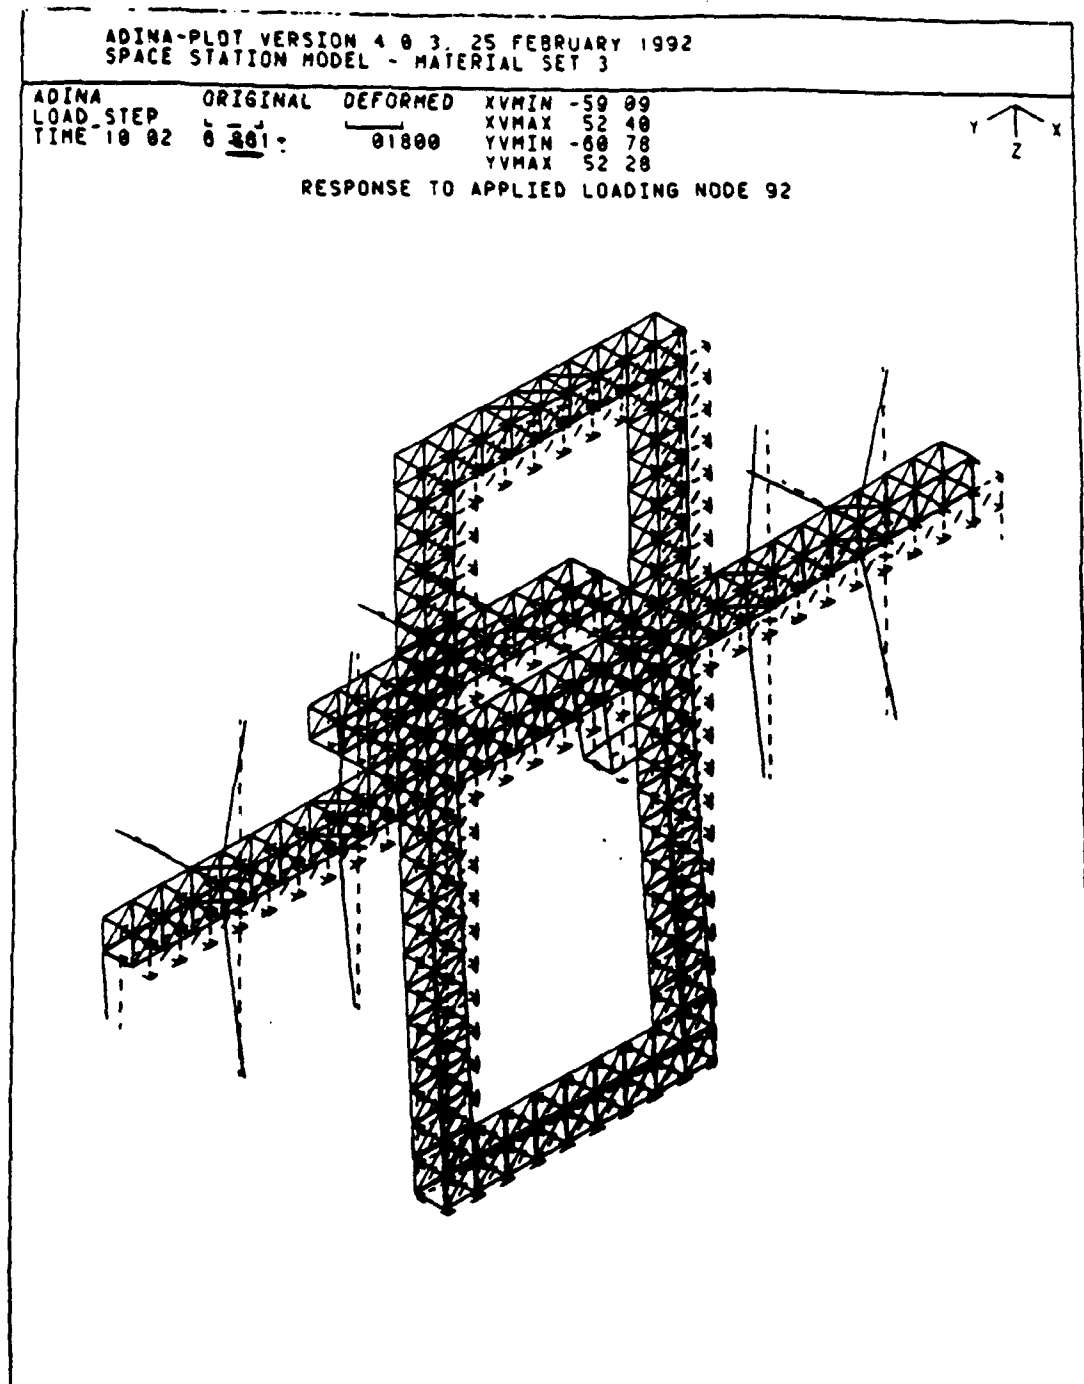 ADINA-PLOT VERSION 4 0 3, 25 FEBRUARY 1992
SPACE STATION MODEL - MATERIAL SET 3
ADINA ORIGINAL DEFORMED XVMIN -59 09
LOAD_STEP XVMAX 52 40
TIME 10 02 01800 YVMIN -60 78
YVMAX 52 28
Y X
Z
RESPONSE TO APPLIED LOADING NODE 92